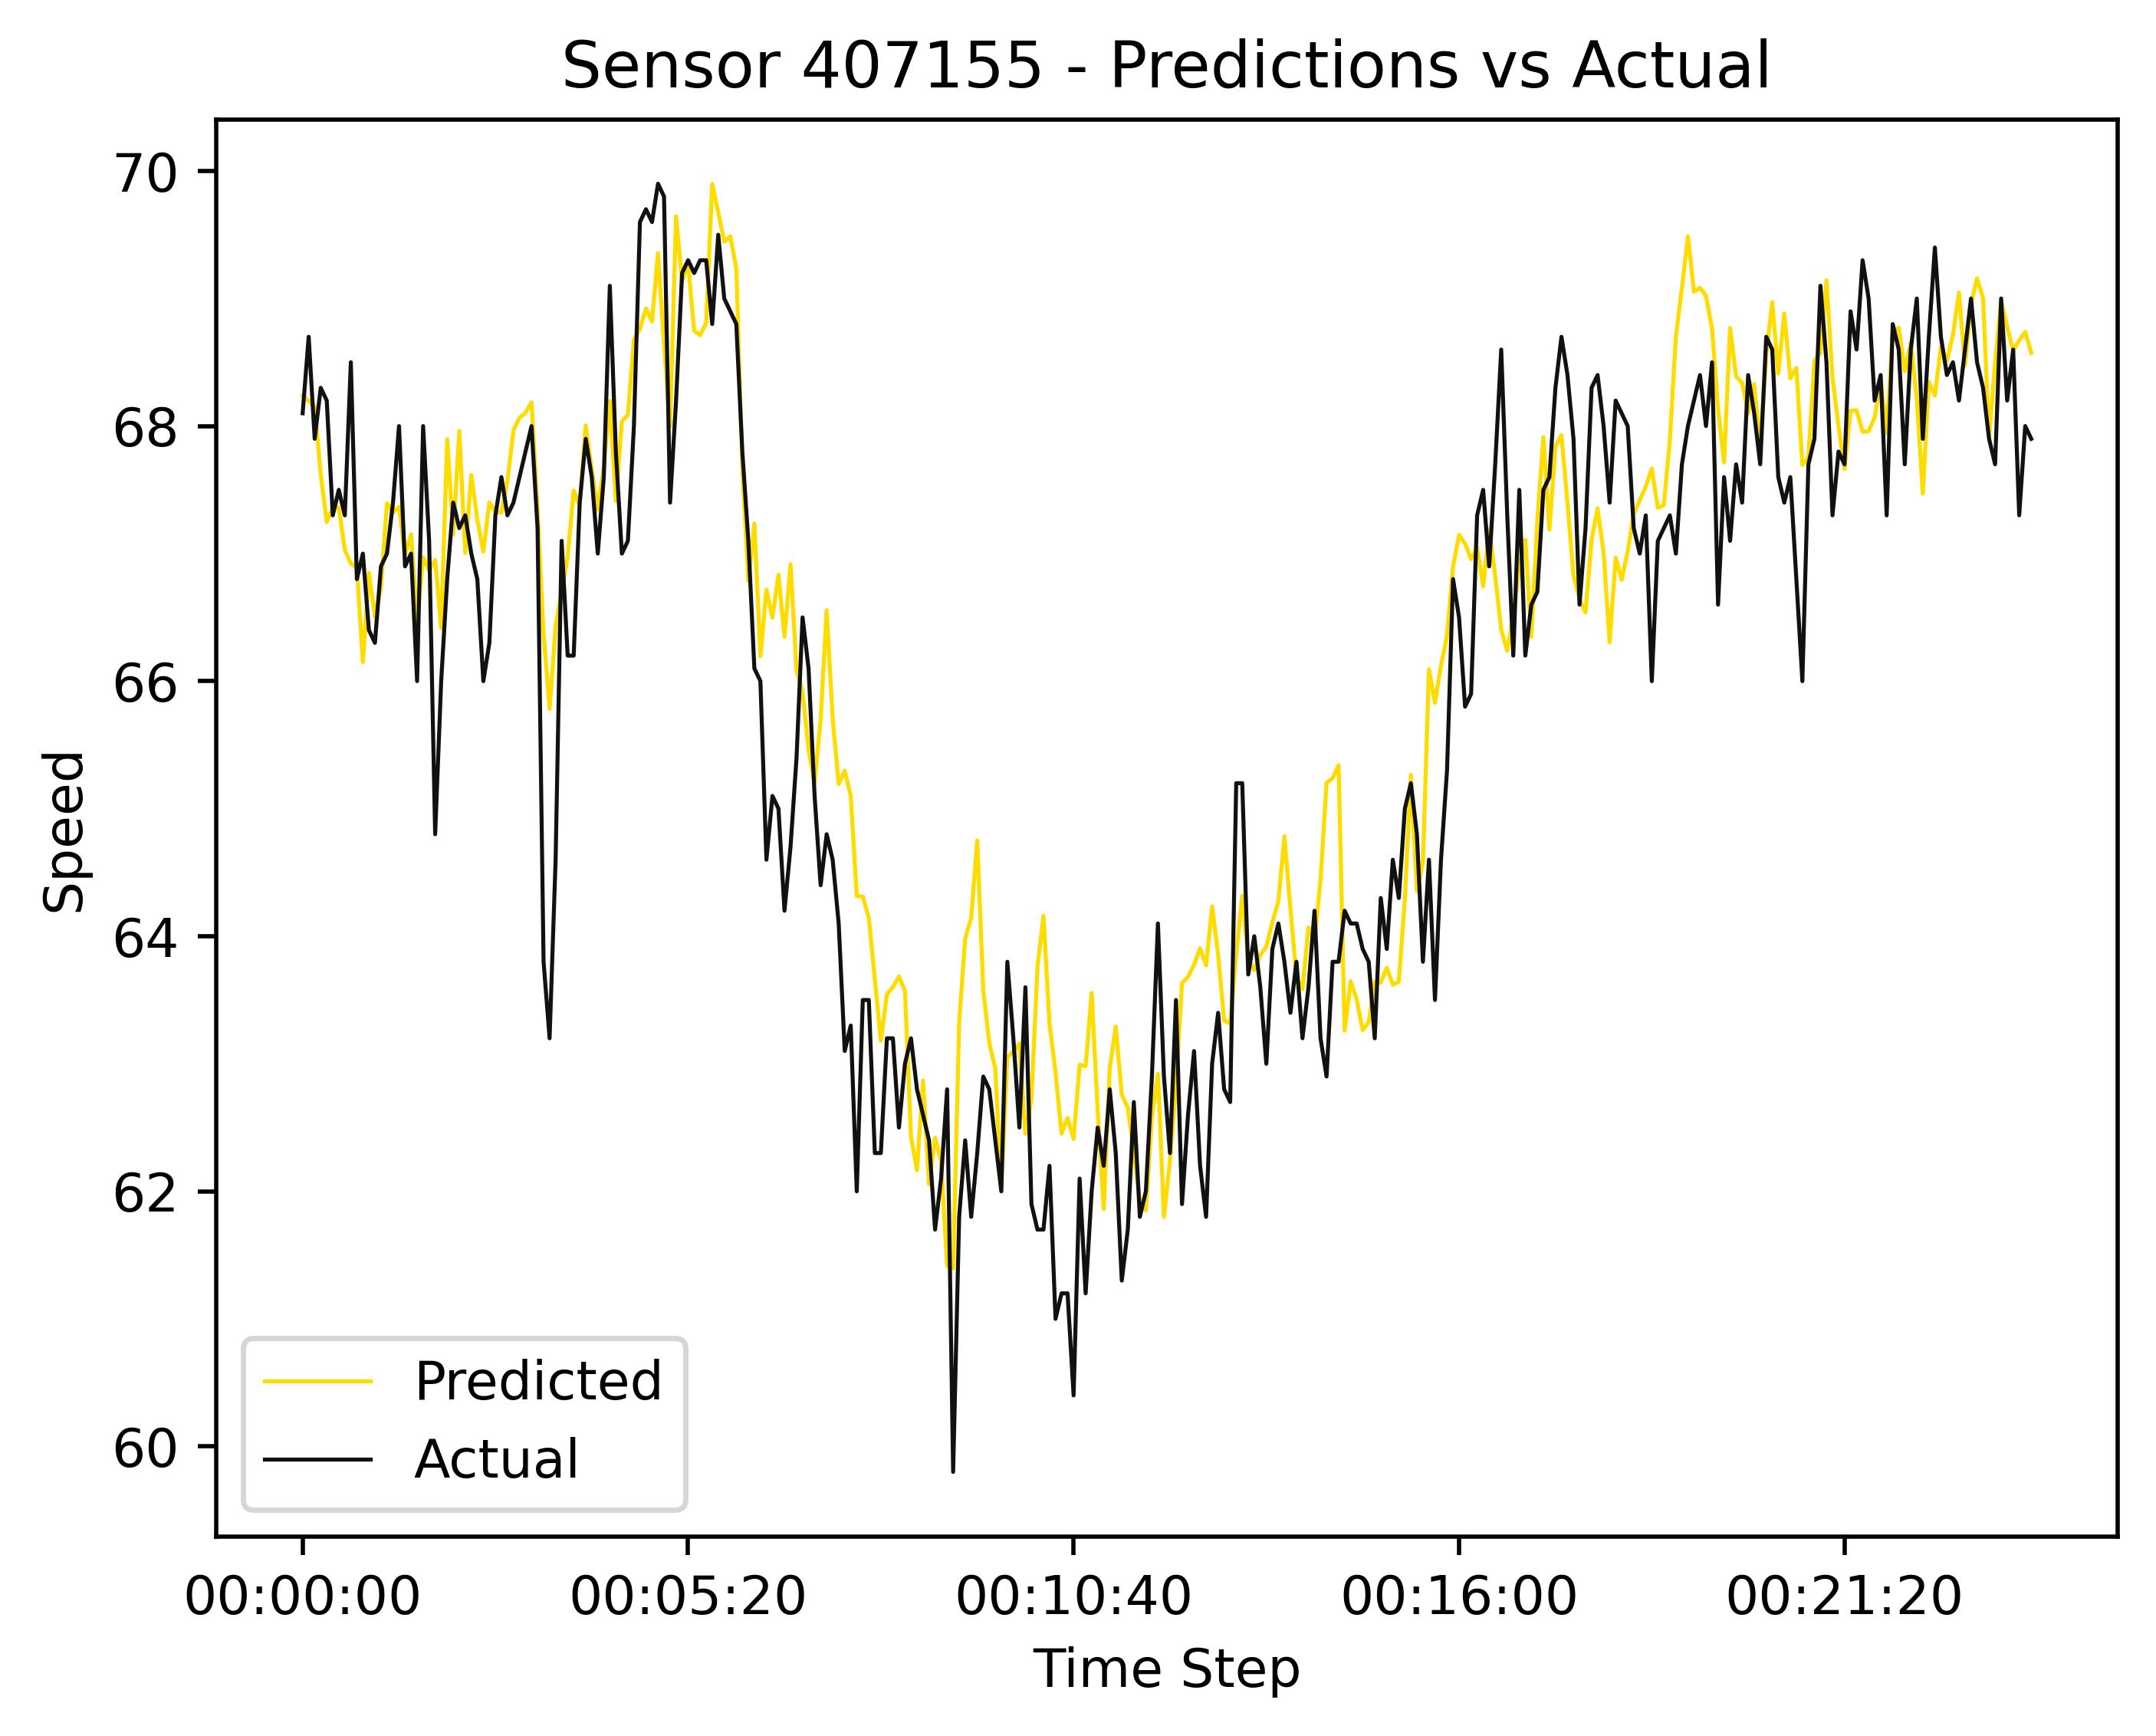 Sensor 407155 - Predictions vs Actual
70
68
66
64
62
60
Speed
Predicted
Actual
00:00:00 00:05:20 00:10:40 00:16:00 00:21:20
Time Step